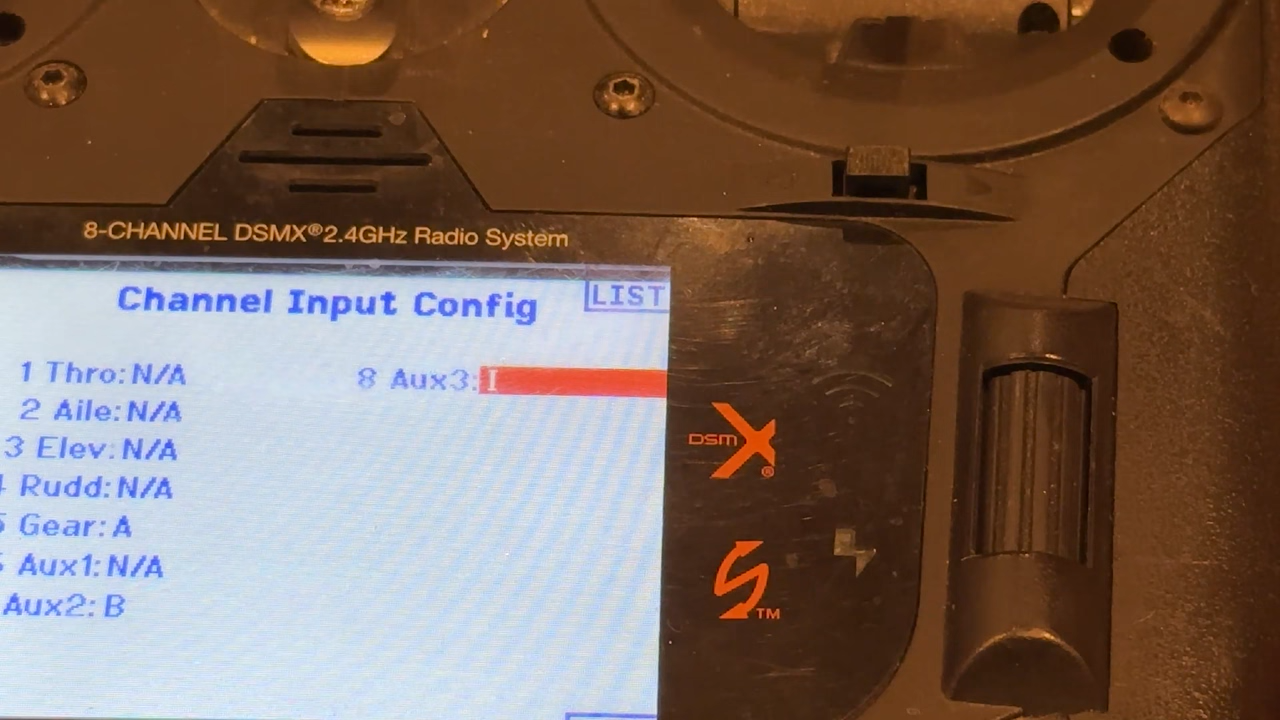 8-CHANNEL DSMX® 2.4GHz Radio System
Channel Input Config
LIST
1 Thro: N/A
2 Aile: N/A
3 Elev: N/A
Rudd: N/A
Gear: A
Aux1: N/A
Aux2: B
8 Aux3: I
DSM X®
S TM